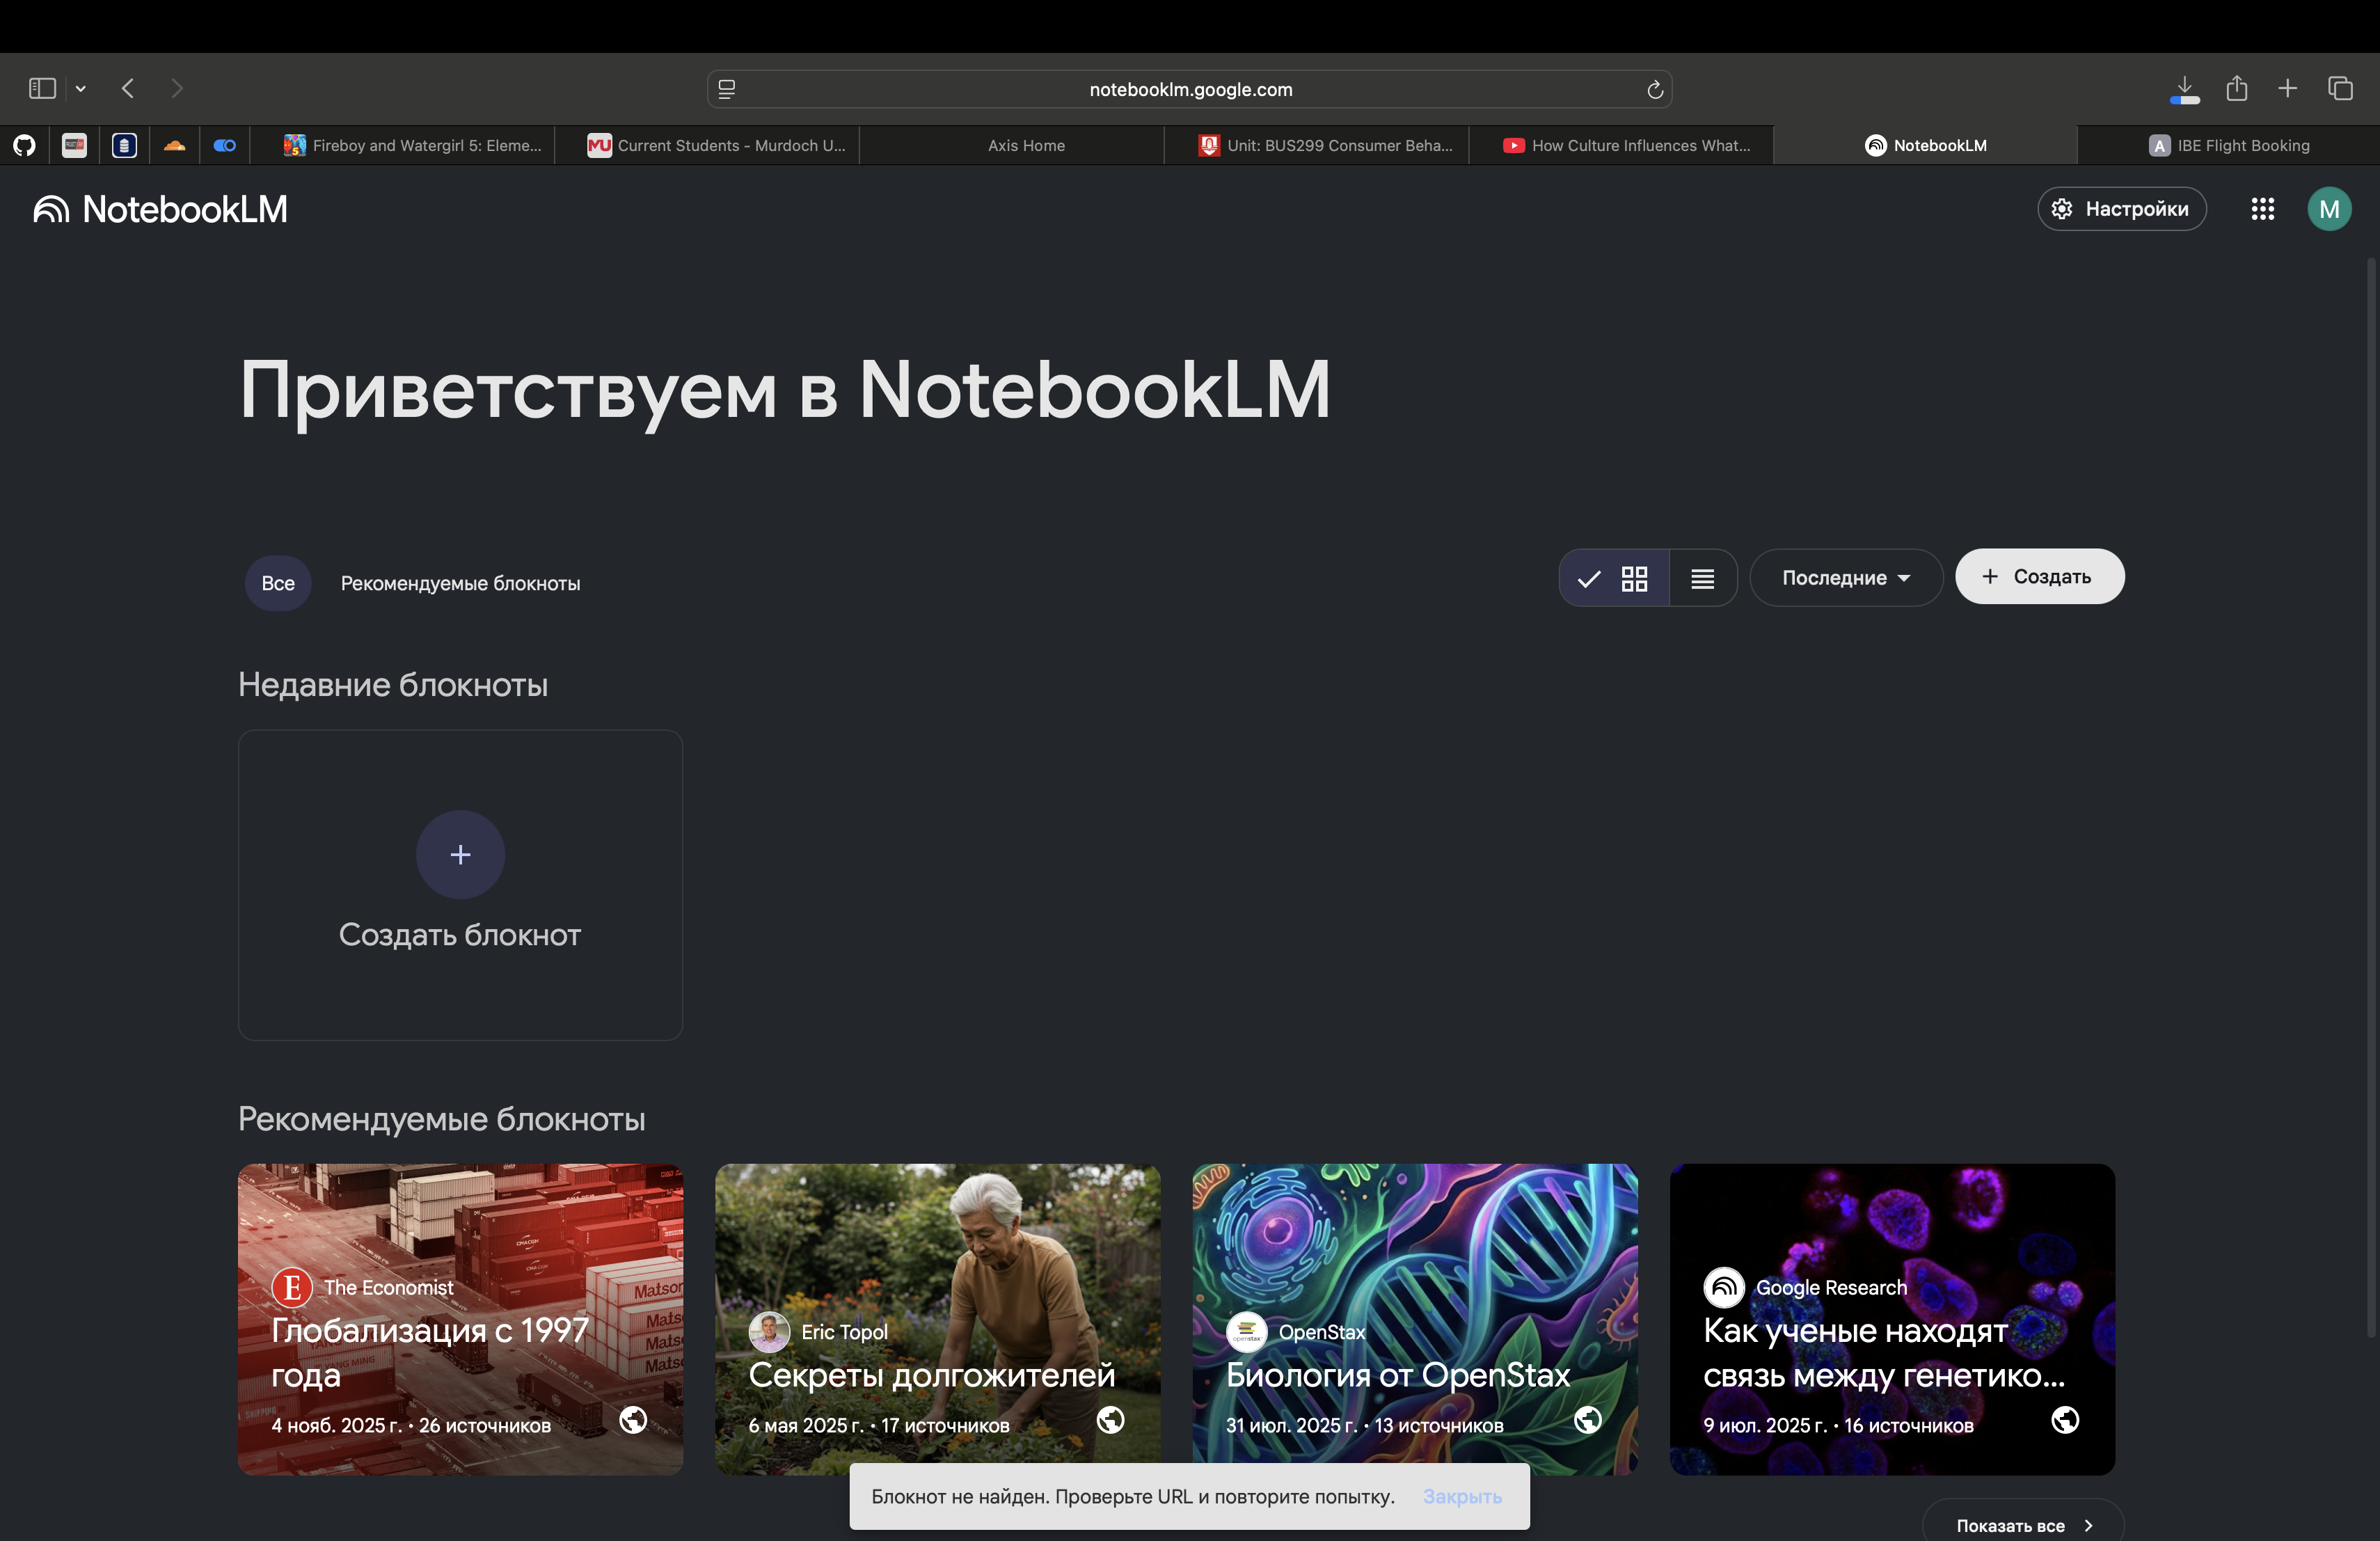 notebooklm.google.com
Fireboy and Watergirl 5: Eleme...
MU
Current Students - Murdoch U...
Axis Home
Unit: BUS299 Consumer Beha...
How Culture Influences What...
NotebookLM
A
IBE Flight Booking
NotebookLM
Настройки
M
Приветствуем в NotebookLM
Все
Рекомендуемые блокноты
Последние
+ Создать
Недавние блокноты
Создать блокнот
Рекомендуемые блокноты
E
The Economist
Глобализация с 1997
года
4 нояб. 2025 г. • 26 источников
Matson
Eric Topol
Секреты долгожителей
6 мая 2025 г. • 17 источников
openstax
OpenStax
Биология от OpenStax
31 июл. 2025 г. • 13 источников
Google Research
Как ученые находят
связь между генетико...
9 июл. 2025 г. • 16 источников
Блокнот не найден. Проверьте URL и повторите попытку.
Закрыть
Показать все